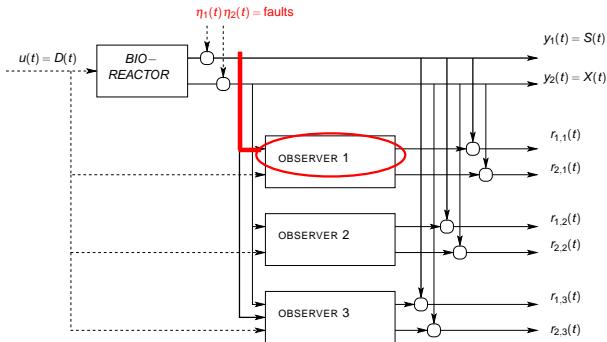 η₁(t) η₂(t) = faults
u(t) = D(t)
BIO−
REACTOR
y₁(t) = S(t)
y₂(t) = X(t)
OBSERVER 1
r₁,₁(t)
r₂,₁(t)
OBSERVER 2
r₁,₂(t)
r₂,₂(t)
OBSERVER 3
r₁,₃(t)
r₂,₃(t)